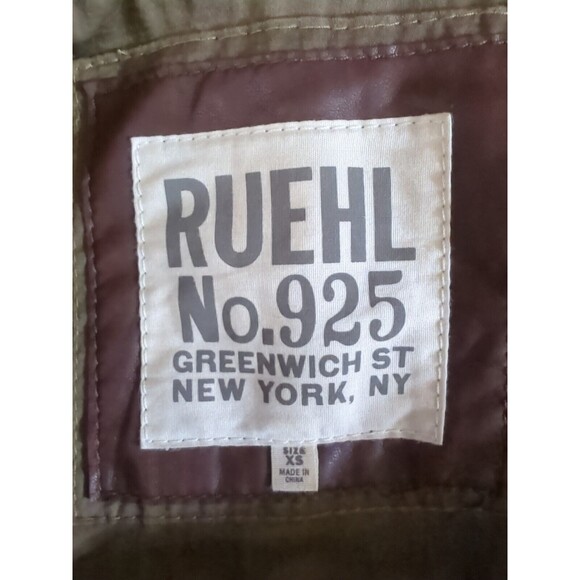 RUEHL
No.925
GREENWICH ST
NEW YORK, NY
SIZE
XS
MADE IN
CHINA